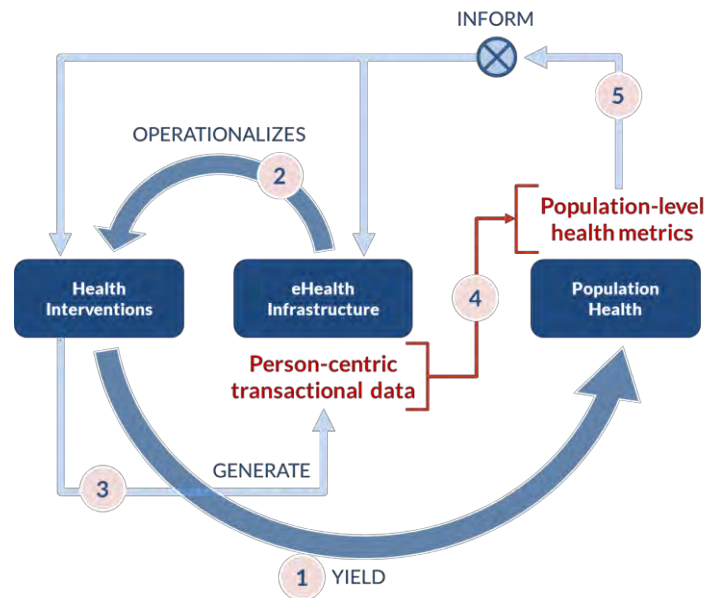 INFORM
5
OPERATIONALIZES
2
Population-level
health metrics
4
Health
Interventions
eHealth
Infrastructure
Population
Health
Person-centric
transactional data
GENERATE
3
1
YIELD